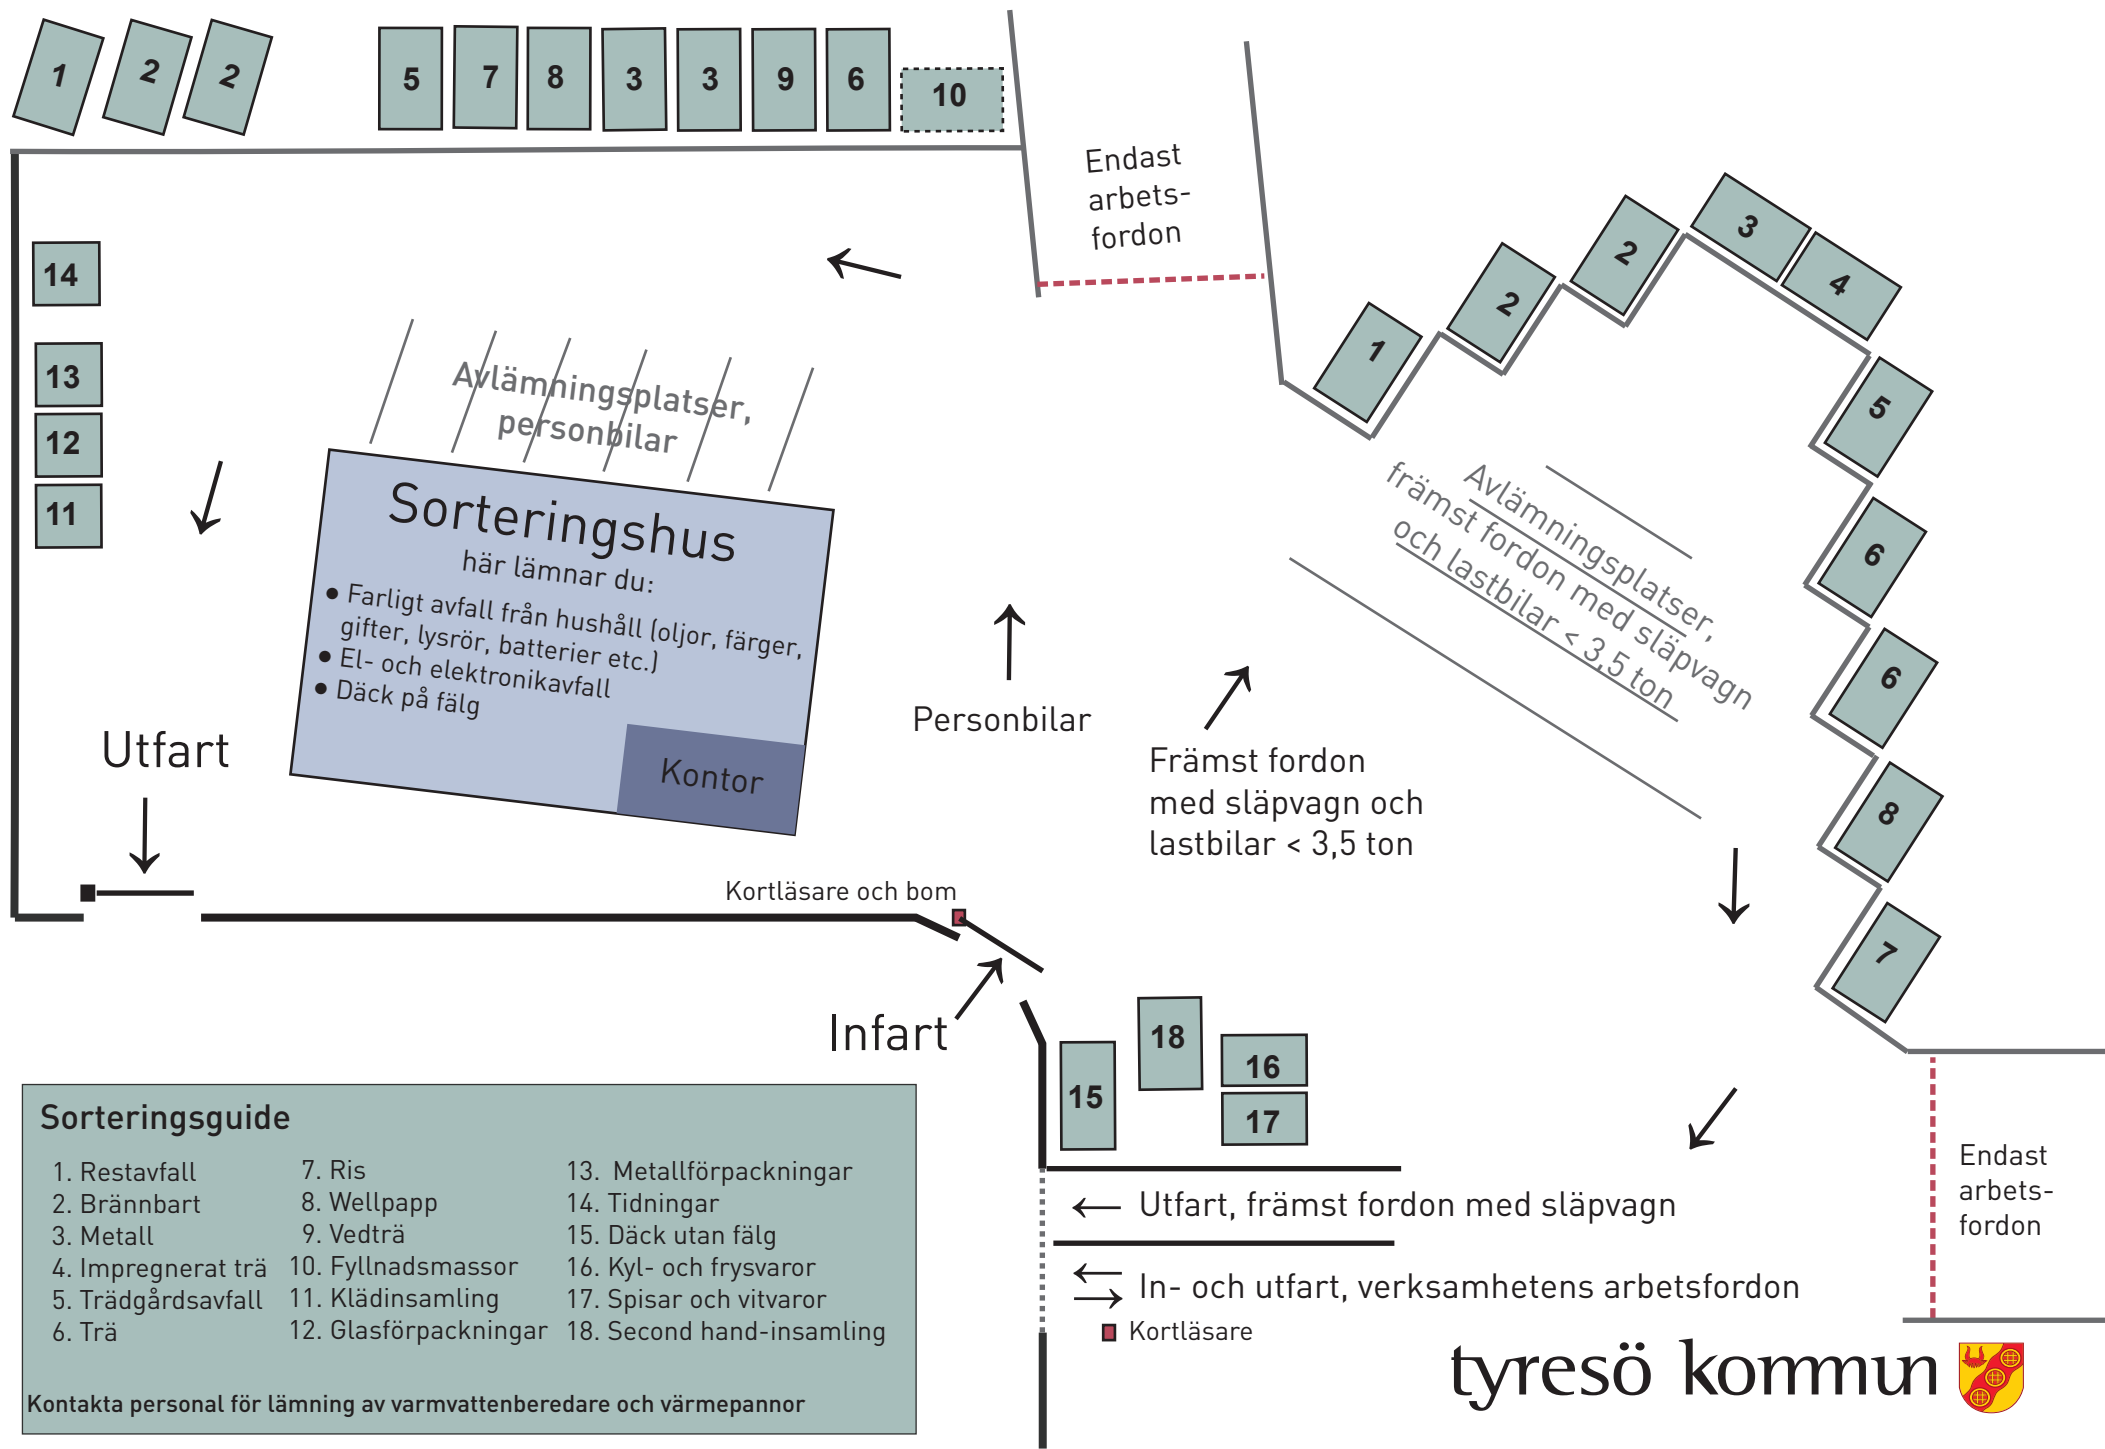 1
2
2
5
7
8
3
3
9
6
10
Endast
arbets-
fordon
1
2
2
3
4
5
6
6
8
7
14
13
12
11
Avlämningsplatser,
personbilar
Sorteringshus
här lämnar du:
● Farligt avfall från hushåll (oljor, färger,
gifter, lysrör, batterier etc.)
● El- och elektronikavfall
● Däck på fälg
Kontor
Avlämningsplatser,
främst fordon med släpvagn
och lastbilar < 3,5 ton
Personbilar
Främst fordon
med släpvagn och
lastbilar < 3,5 ton
Utfart
Kortläsare och bom
Infart
15
18
16
17
Sorteringsguide
1. Restavfall
2. Brännbart
3. Metall
4. Impregnerat trä
5. Trädgårdsavfall
6. Trä
7. Ris
8. Wellpapp
9. Vedträ
10. Fyllnadsmassor
11. Klädinsamling
12. Glasförpackningar
13. Metallförpackningar
14. Tidningar
15. Däck utan fälg
16. Kyl- och frysvaror
17. Spisar och vitvaror
18. Second hand-insamling
Kontakta personal för lämning av varmvattenberedare och värmepannor
Utfart, främst fordon med släpvagn
In- och utfart, verksamhetens arbetsfordon
Kortläsare
Endast
arbets-
fordon
tyresö kommun